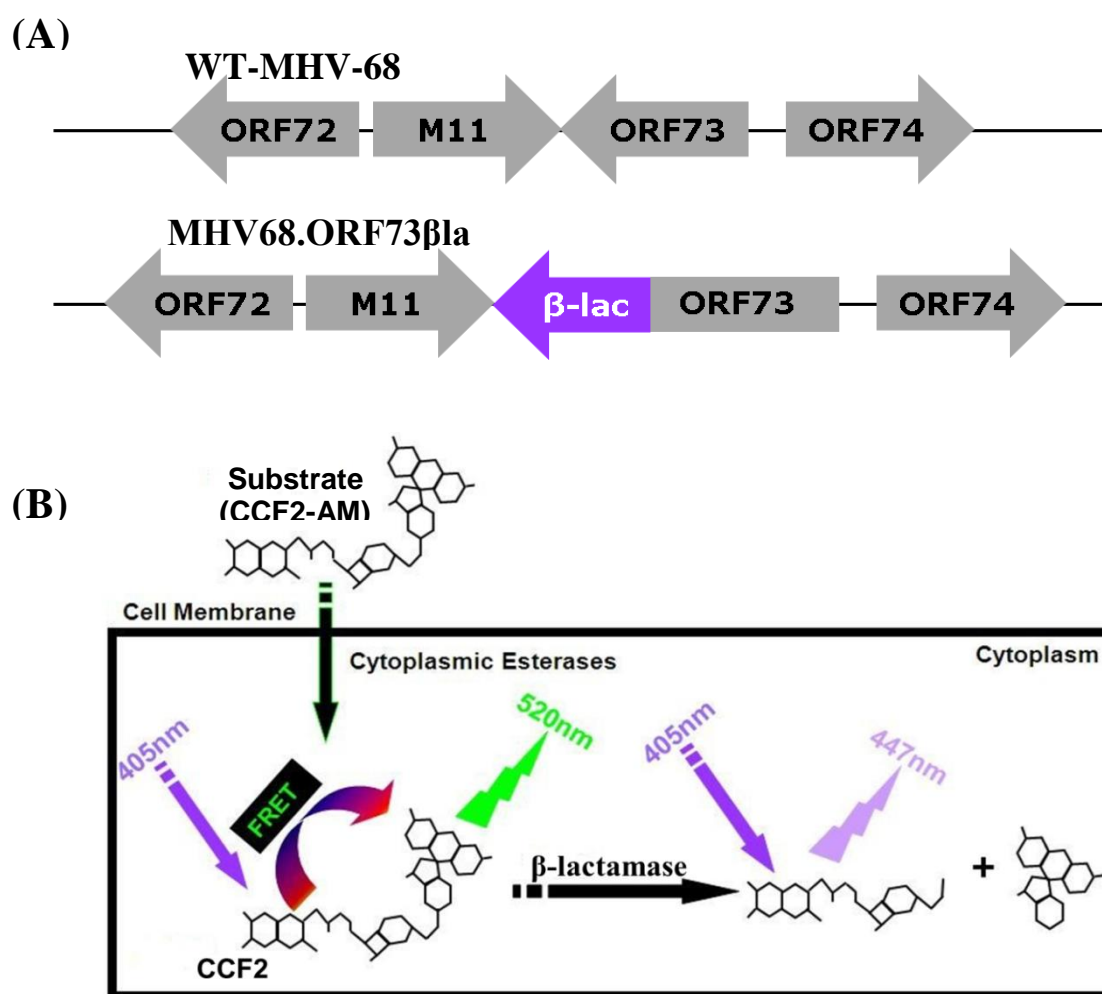 (A)
WT-MHV-68
ORF72 M11 ORF73 ORF74
MHV68.ORF73βla
ORF72 M11 β-lac ORF73 ORF74
(B)
Substrate
(CCF2-AM)
Cell Membrane
Cytoplasmic Esterases
Cytoplasm
405nm
FRET
520nm
405nm
447nm
β-lactamase
+
CCF2